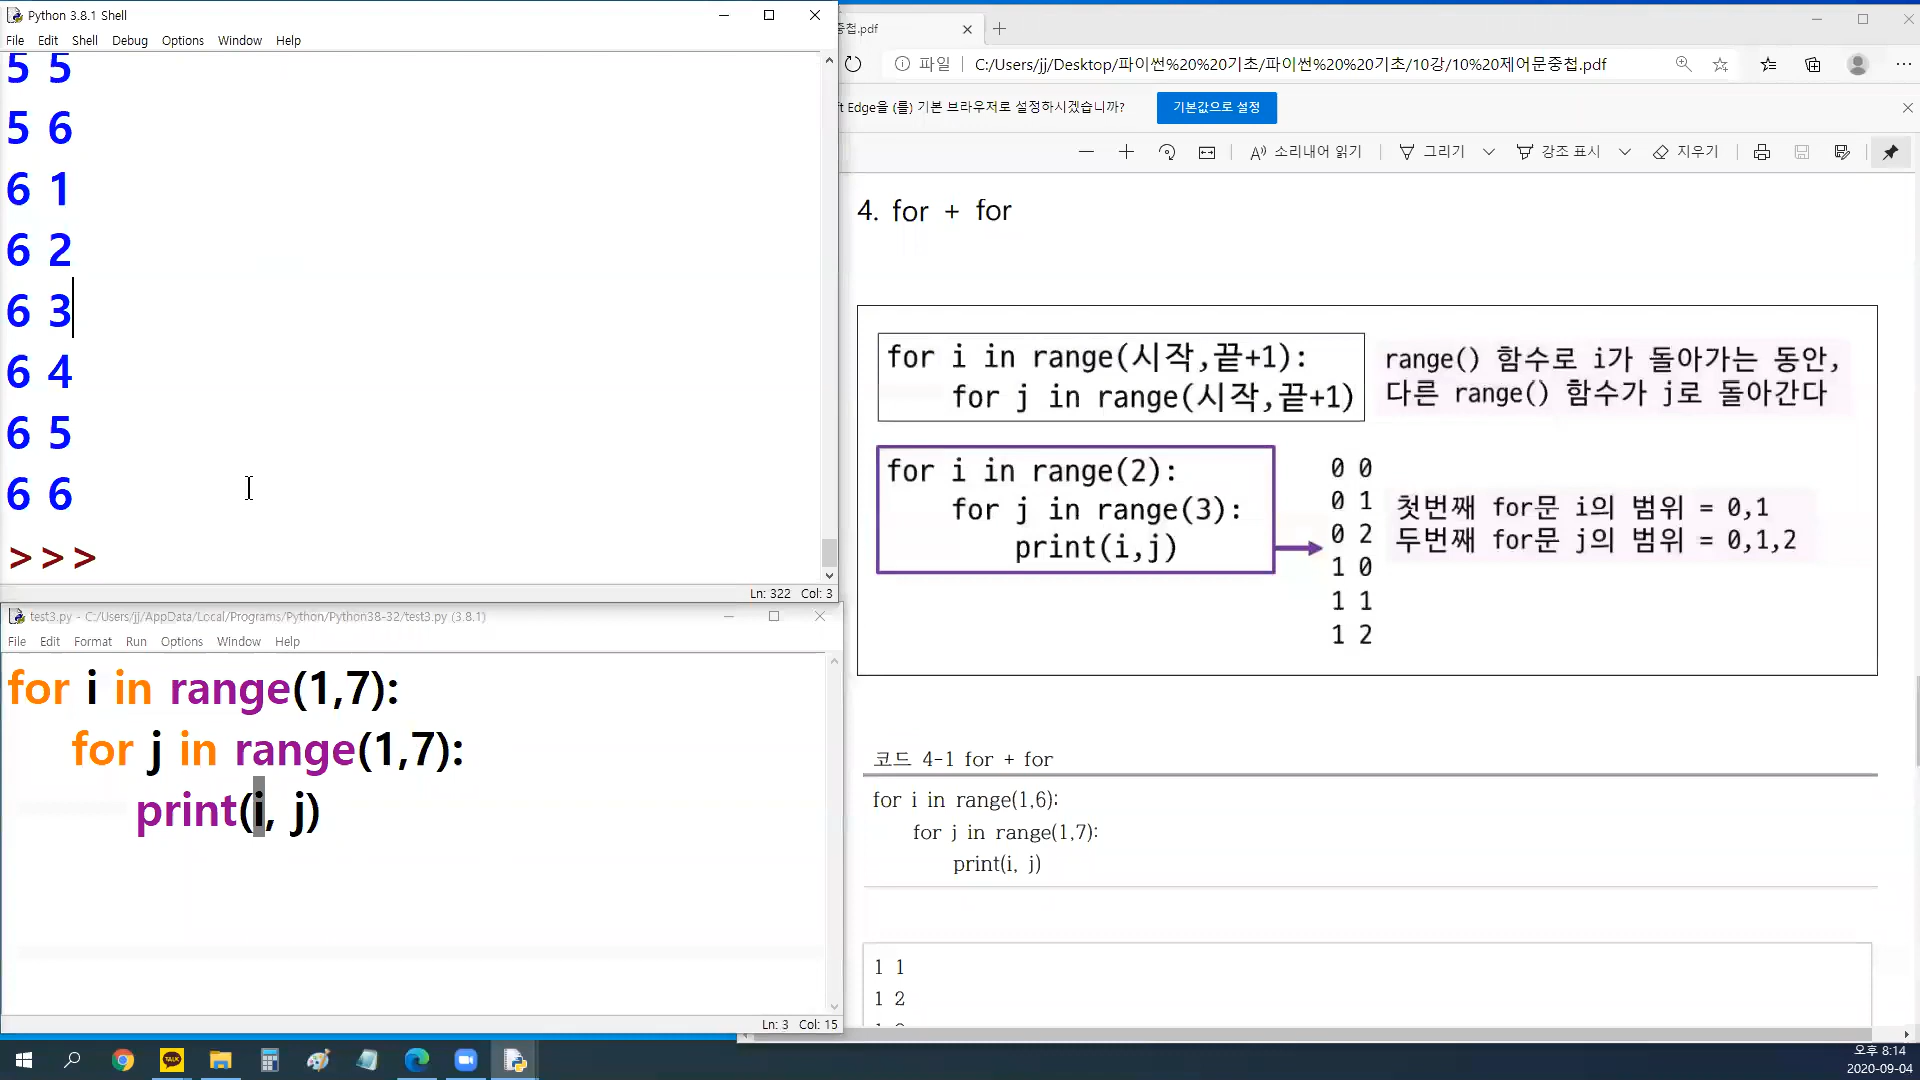 Python 3.8.1 Shell
File Edit Shell Debug Options Window Help
5 5
5 6
6 1
6 2
6 3
6 4
6 5
6 6
>>>
Ln: 322 Col: 3
test3.py - C:/Users/jj/AppData/Local/Programs/Python/Python38-32/test3.py (3.8.1)
File Edit Format Run Options Window Help
for i in range(1,7):
for j in range(1,7):
print(i, j)
Ln: 3 Col: 15
중첩.pdf
파일 C:/Users/jj/Desktop/파이썬%20%20기초/파이썬%20%20기초/10강/10%20제어문중첩.pdf
ft Edge을 (를) 기본 브라우저로 설정하시겠습니까? 기본값으로 설정
소리내어 읽기 그리기 강조 표시 지우기
4. for + for
for i in range(시작,끝+1):
for j in range(시작,끝+1)
range() 함수로 i가 돌아가는 동안,
다른 range() 함수가 j로 돌아간다
for i in range(2):
for j in range(3):
print(i,j)
0 0
0 1
0 2
1 0
1 1
1 2
첫번째 for문 i의 범위 = 0,1
두번째 for문 j의 범위 = 0,1,2
코드 4-1 for + for
for i in range(1,6):
for j in range(1,7):
print(i, j)
1 1
1 2
TALK
오후 8:14
2020-09-04